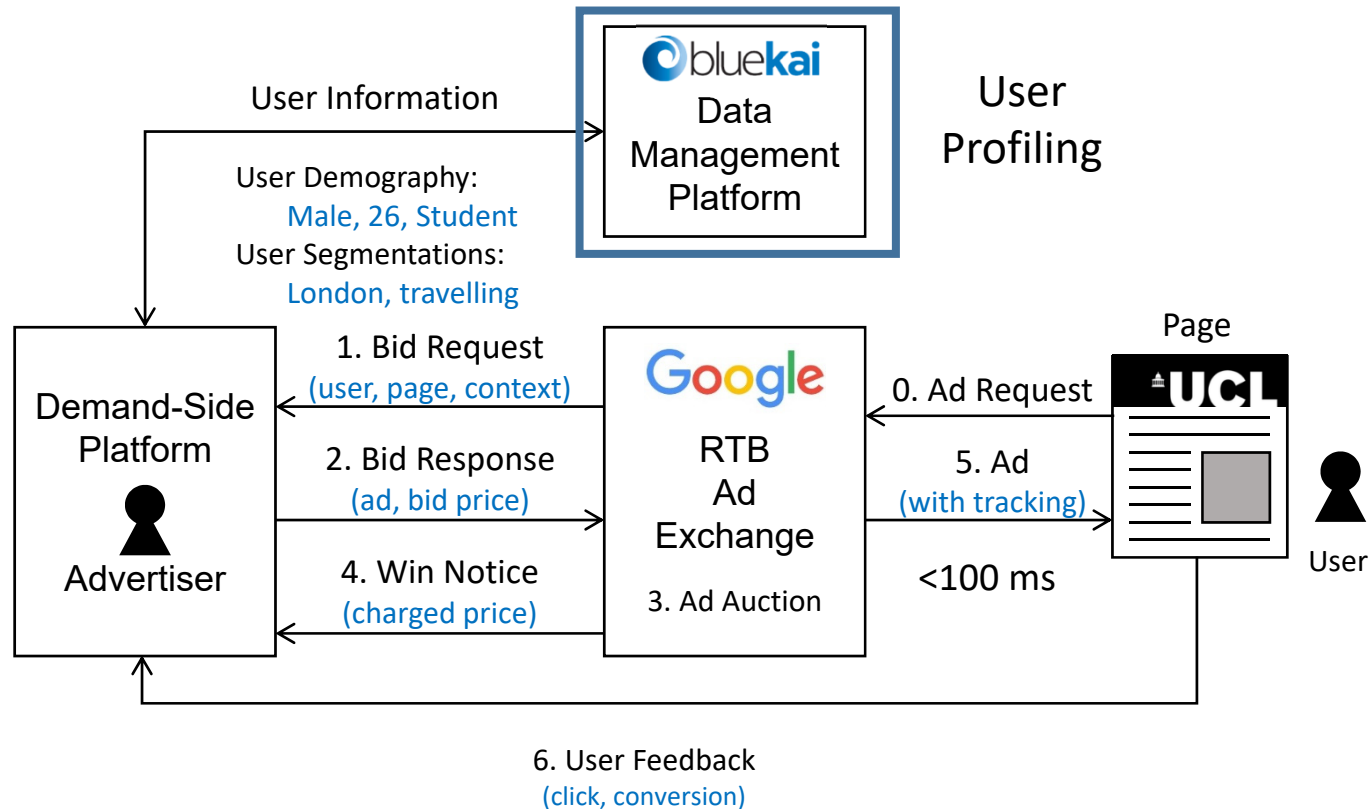 bluekai
Data
Management
Platform
User
Profiling
User Information
User Demography:
Male, 26, Student
User Segmentations:
London, travelling
Demand-Side
Platform
Advertiser
1. Bid Request
(user, page, context)
2. Bid Response
(ad, bid price)
4. Win Notice
(charged price)
Google
RTB
Ad
Exchange
3. Ad Auction
0. Ad Request
5. Ad
(with tracking)
<100 ms
Page
UCL
User
6. User Feedback
(click, conversion)